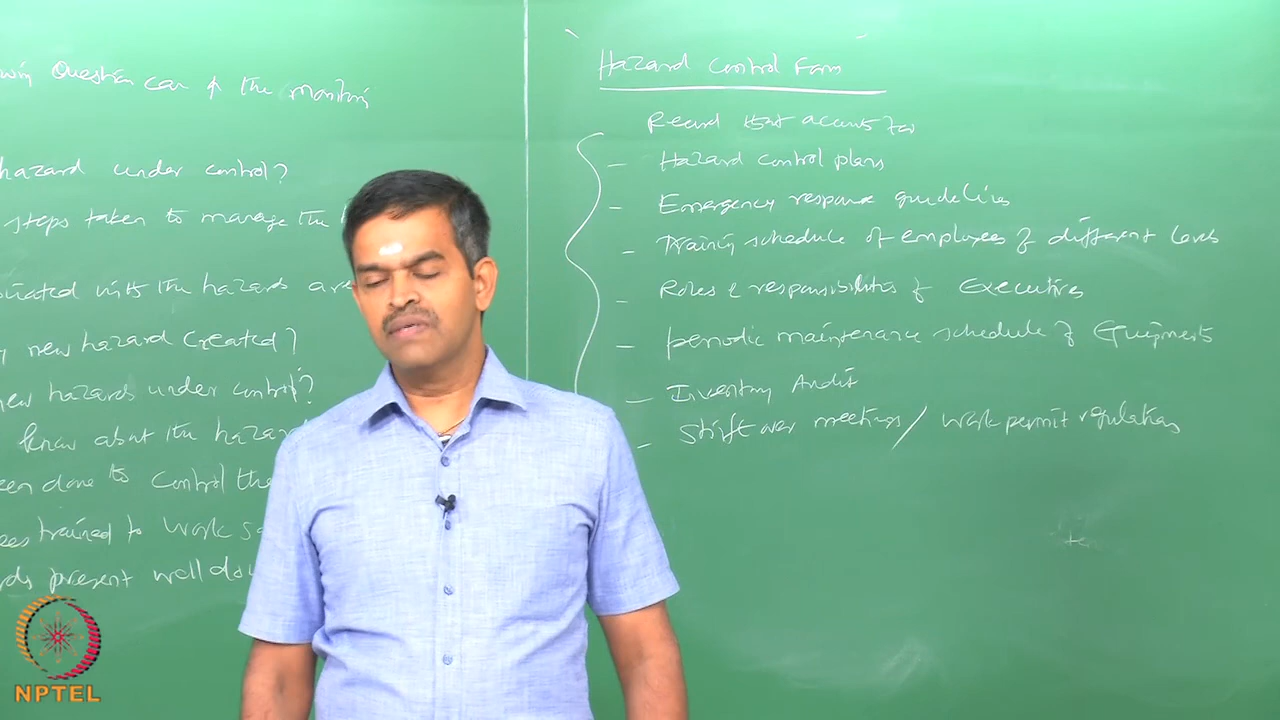 Question can the monitor
hazard under control?
steps taken to manage the
with the hazards are
new hazard created?
new hazards under control?
know about the hazard
done to control the
trained to work
present well
Hazard Control Form
Record that accounts for
- Hazard control plans
- Emergency response guidelines
- Training schedule of employees of different levels
- Roles & responsibilities of Executives
- periodic maintenance schedule of Equipments
- Inventory Audit
- Shift over meetings / work permit regulations
NPTEL